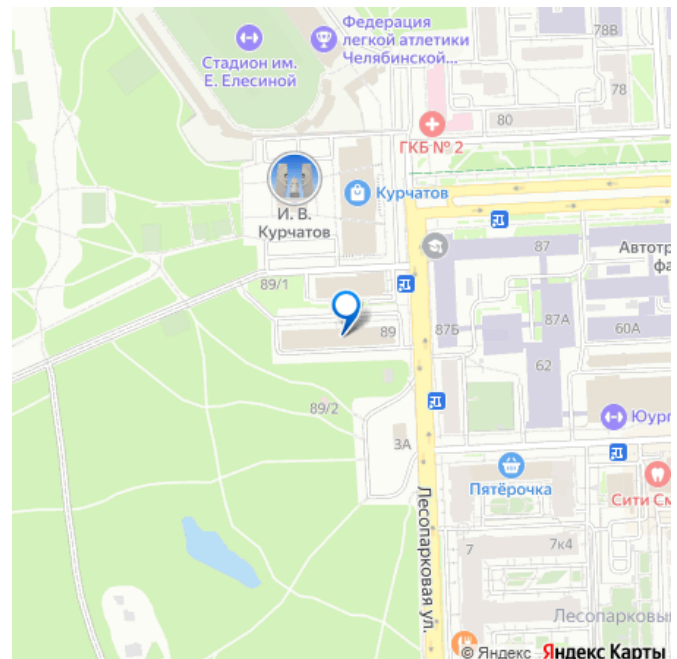 Федерация
легкой атлетики
Челябинской...
Стадион им.
Е. Елесиной
78В
78
80
ГКБ № 2
И. В.
Курчатов
Курчатов
87
Автотр
фа
89/1
89
87Б
87А
60А
62
89/2
3А
Юург
Пятёрочка
Сити См
7
7к4
Лесопарковая ул.
Лесопарковый
© Яндекс Яндекс Карты